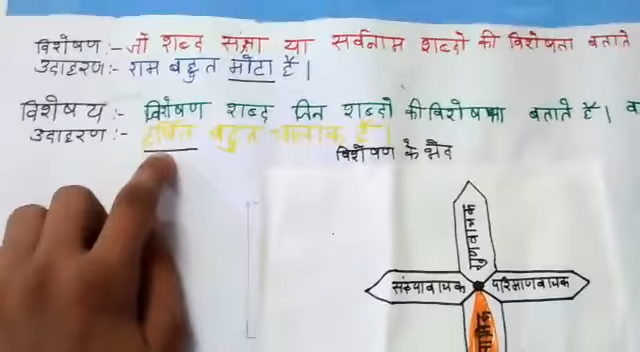 विशेषण :- जो शब्द संज्ञा या सर्वनाम शब्दो की विशेषता बताते
उदाहरण :- राम बहुत मोटा है।
विशेष्य :- विशेषण शब्द जिन शब्दो की विशेषता बताते है।
उदाहरण :- बहुत चालाक है।
विशेषण के भेद
गुणवाचक
संख्यावाचक
परिमाणवाचक